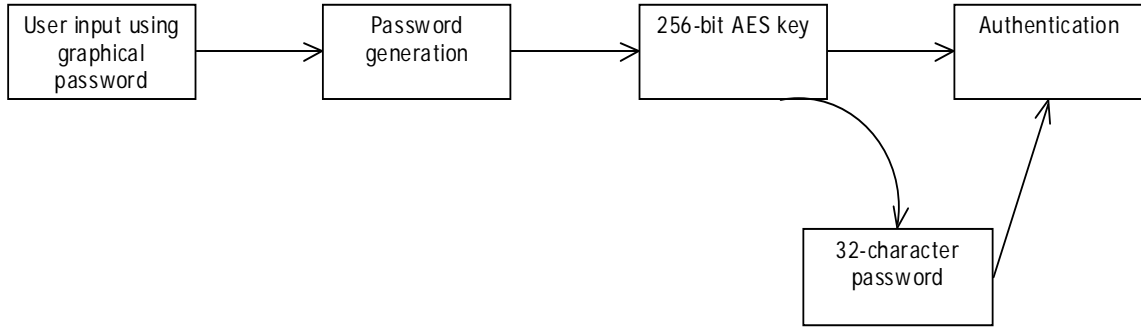 User input using
graphical
password
Password
generation
256-bit AES key
Authentication
32-character
password